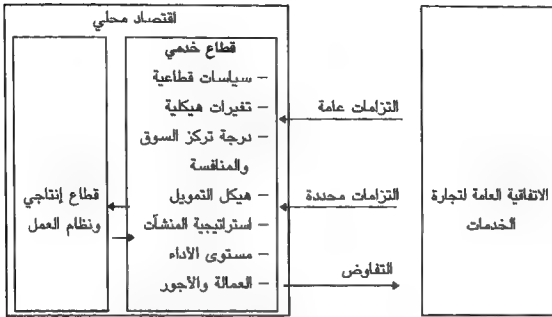 اقتصاد محلي
قطاع خدمي
– سياسات قطاعية
– تغيرات هيكلية
– درجة تركز السوق
والمنافسة
– هيكل التمويل
– استراتيجية المنشآت
– مستوى الأداء
– العمالة والأجور
قطاع إنتاجي
ونظام العمل
التزامات عامة
التزامات محددة
التفاوض
الاتفاقية العامة لتجارة
الخدمات